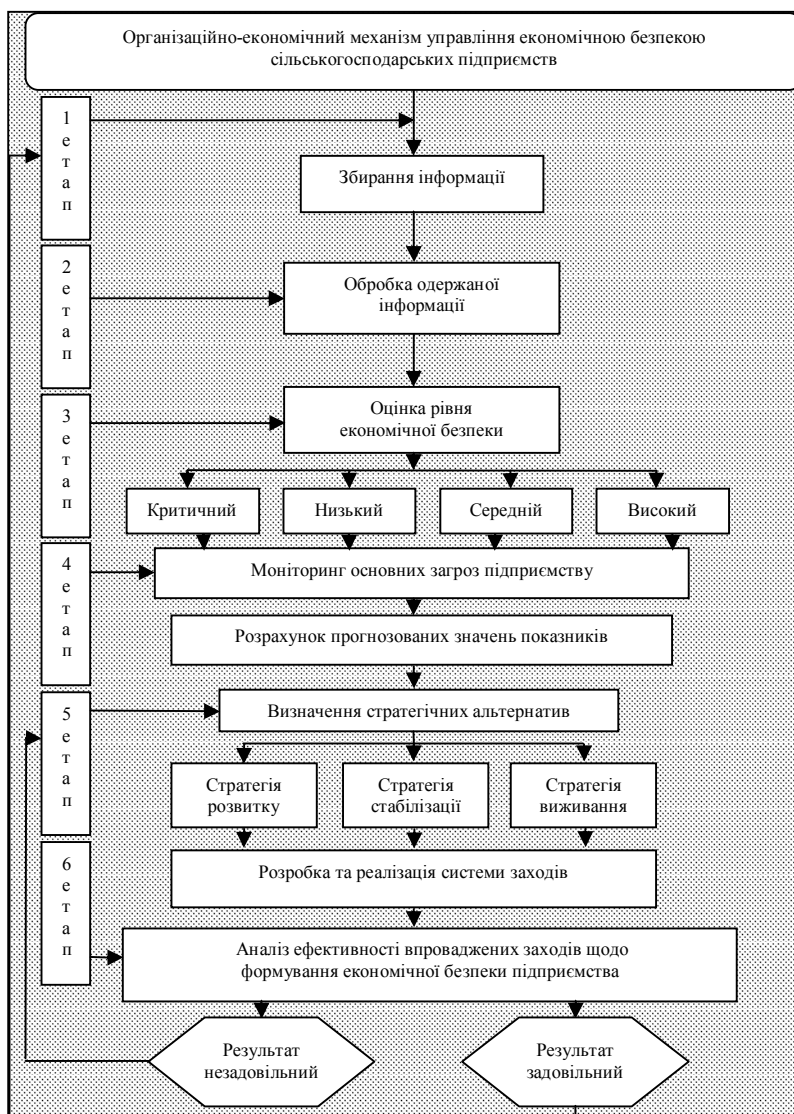 Організаційно-економічний механізм управління економічною безпекою
сільськогосподарських підприємств
1
е
т
а
п
Збирання інформації
2
е
т
а
п
Обробка одержаної
інформації
3
е
т
а
п
Оцінка рівня
економічної безпеки
Критичний
Низький
Середній
Високий
4
е
т
а
п
Моніторинг основних загроз підприємству
Розрахунок прогнозованих значень показників
5
е
т
а
п
Визначення стратегічних альтернатив
Стратегія
розвитку
Стратегія
стабілізації
Стратегія
виживання
6
е
т
а
п
Розробка та реалізація системи заходів
Аналіз ефективності впроваджених заходів щодо
формування економічної безпеки підприємства
Результат
незадовільний
Результат
задовільний